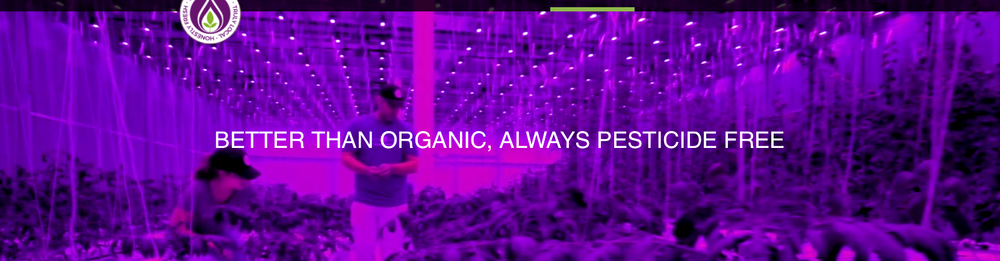 HONESTLY FRESH · TRULY LOCAL ·
BETTER THAN ORGANIC, ALWAYS PESTICIDE FREE